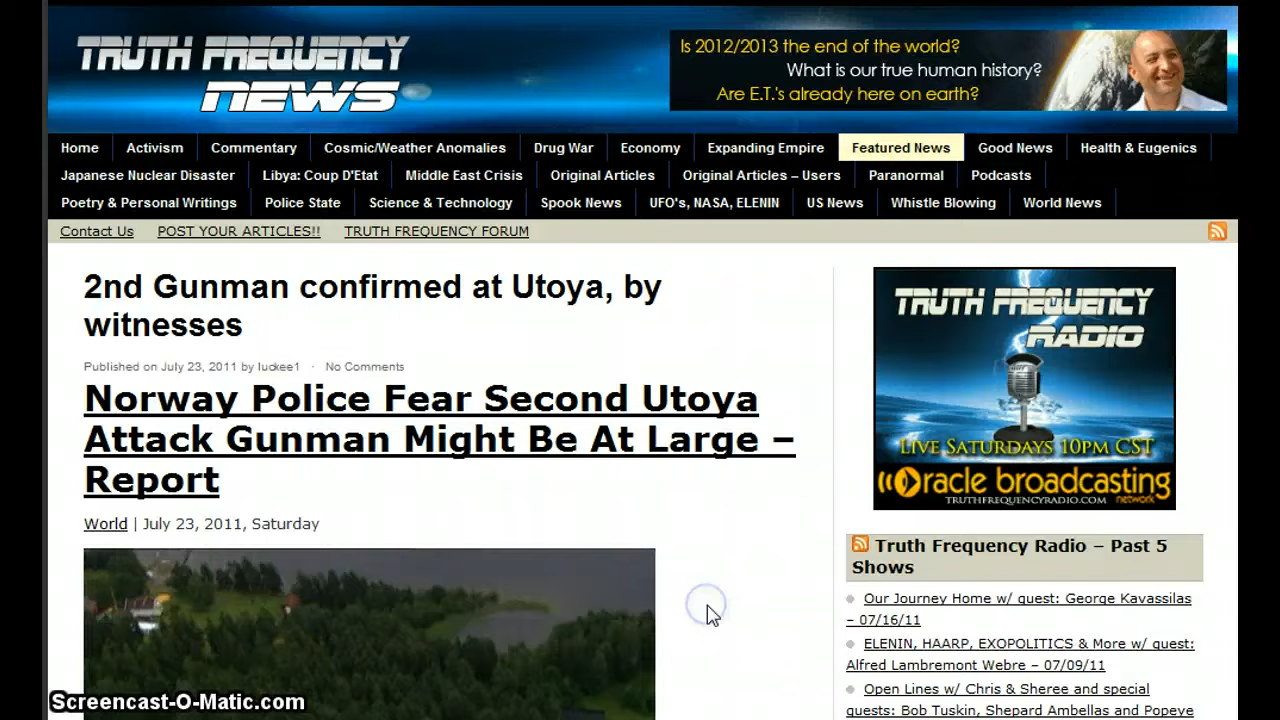 TRUTH FREQUENCY
NEWS
Is 2012/2013 the end of the world?
What is our true human history?
Are E.T.'s already here on earth?
Home Activism Commentary Cosmic/Weather Anomalies Drug War Economy Expanding Empire Featured News Good News Health & Eugenics
Japanese Nuclear Disaster Libya: Coup D'Etat Middle East Crisis Original Articles Original Articles – Users Paranormal Podcasts
Poetry & Personal Writings Police State Science & Technology Spook News UFO's, NASA, ELENIN US News Whistle Blowing World News
Contact Us POST YOUR ARTICLES!! TRUTH FREQUENCY FORUM
2nd Gunman confirmed at Utoya, by
witnesses
Published on July 23, 2011 by luckee1 · No Comments
Norway Police Fear Second Utoya
Attack Gunman Might Be At Large –
Report
World | July 23, 2011, Saturday
TRUTH FREQUENCY
RADIO
LIVE SATURDAYS 10PM CST
Oracle broadcasting
TRUTHFREQUENCYRADIO.COM network
Truth Frequency Radio – Past 5
Shows
Our Journey Home w/ quest: George Kavassilas
– 07/16/11
ELENIN, HAARP, EXOPOLITICS & More w/ quest:
Alfred Lambremont Webre – 07/09/11
Open Lines w/ Chris & Sheree and special
quests: Bob Tuskin, Shepard Ambellas and Popeye
Screencast-O-Matic.com